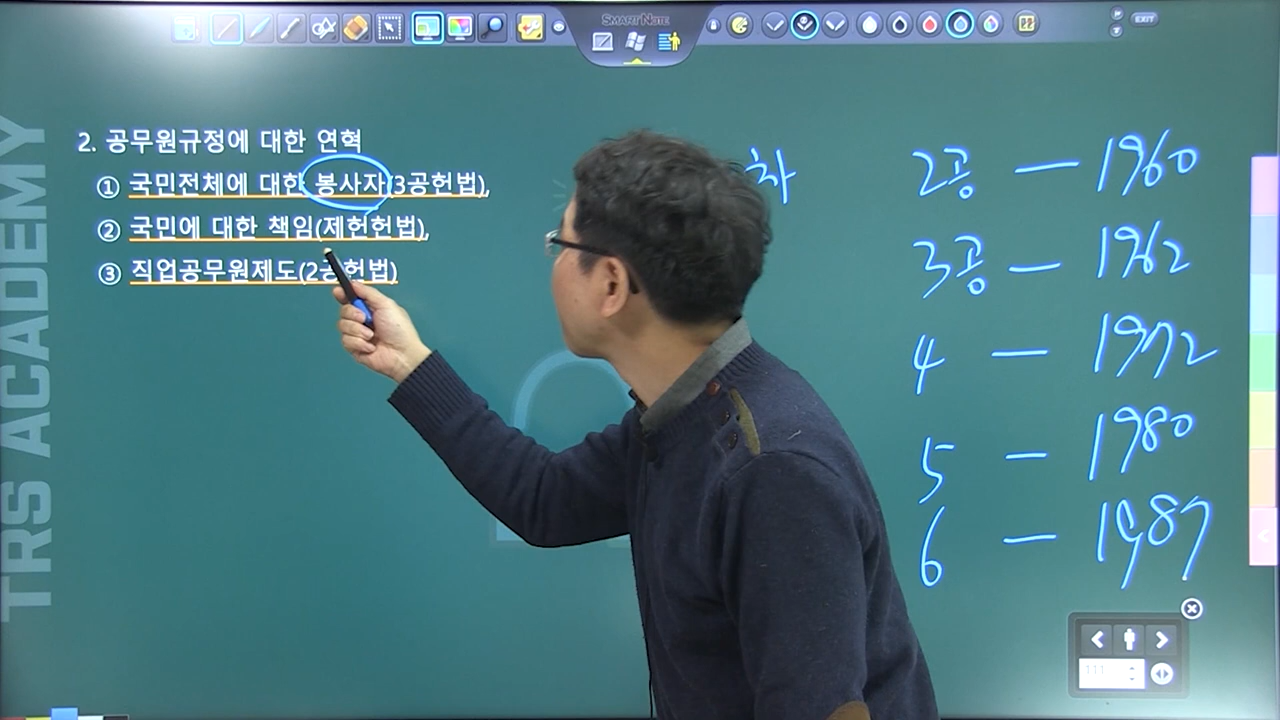 SMART NOTE
EXIT
TRS ACADEMY
2. 공무원규정에 대한 연혁
① 국민전체에 대한 봉사자(3공헌법),
② 국민에 대한 책임(제헌헌법),
③ 직업공무원제도(2공헌법)
차
2공 — 1960
3공 — 1962
4 — 1972
5 — 1980
6 — 1987
111